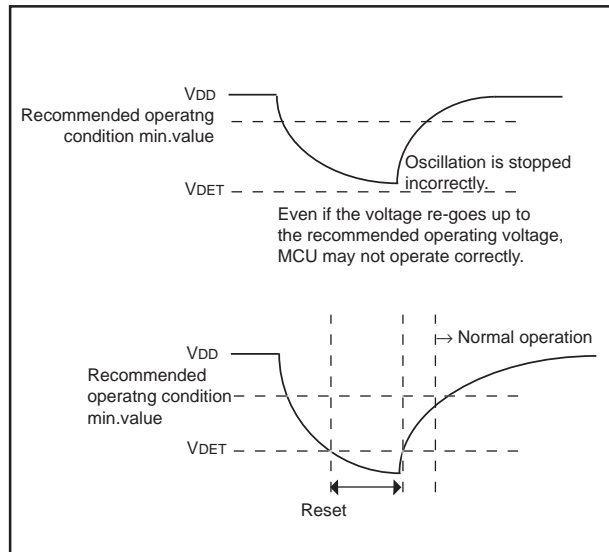 VDD
Recommended operatng
condition min.value
Oscillation is stopped
incorrectly.
VDET
Even if the voltage re-goes up to
the recommended operating voltage,
MCU may not operate correctly.
Normal operation
VDD
Recommended
operatng condition
min.value
VDET
Reset